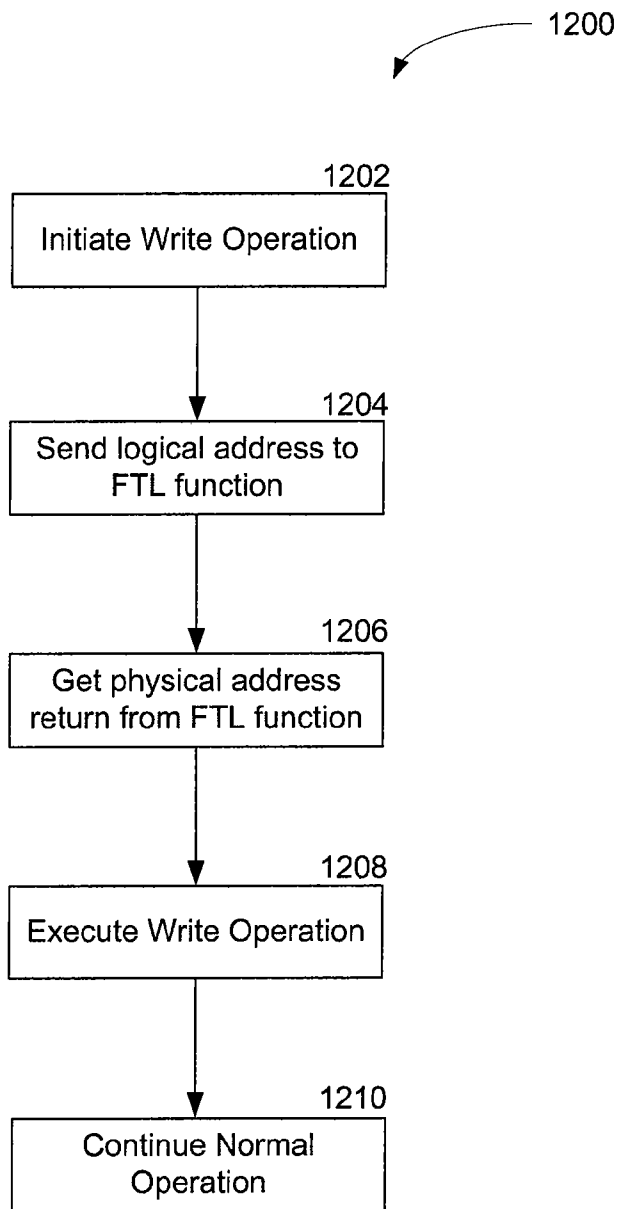 1200
1202
Initiate Write Operation
1204
Send logical address to
FTL function
1206
Get physical address
return from FTL function
1208
Execute Write Operation
1210
Continue Normal
Operation